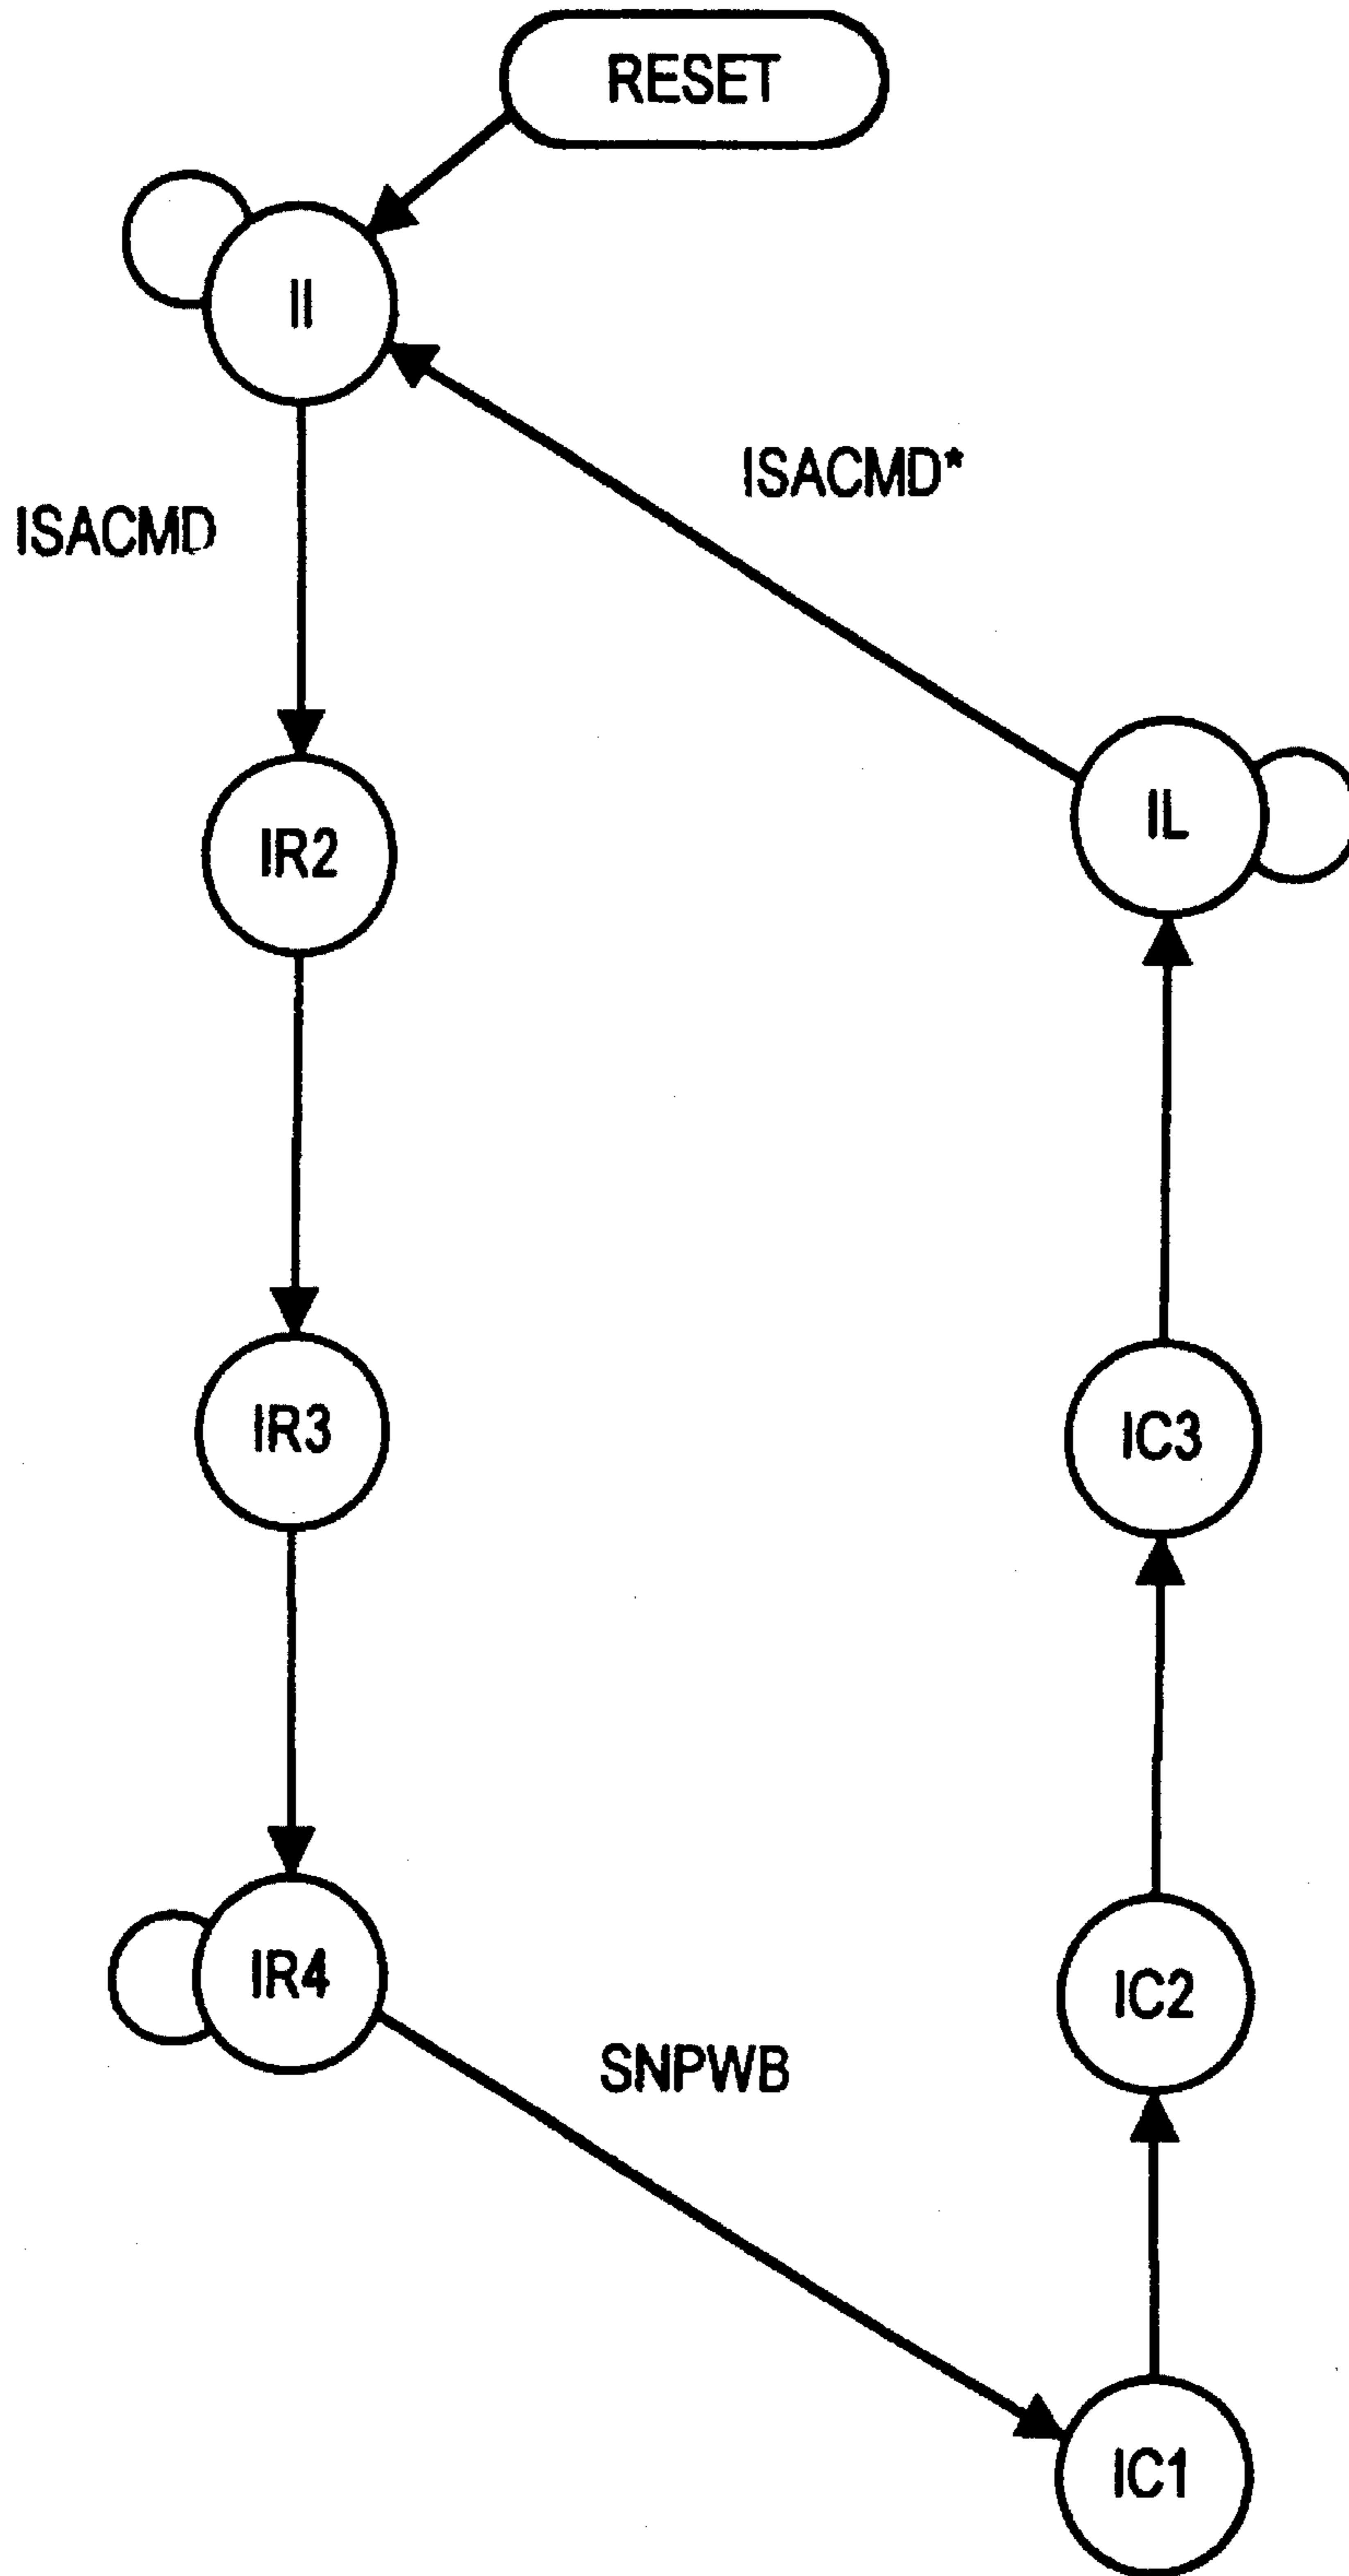 RESET
II
ISACMD*
ISACMD
IL
IR2
IR3
IC3
IR4
IC2
SNPWB
IC1